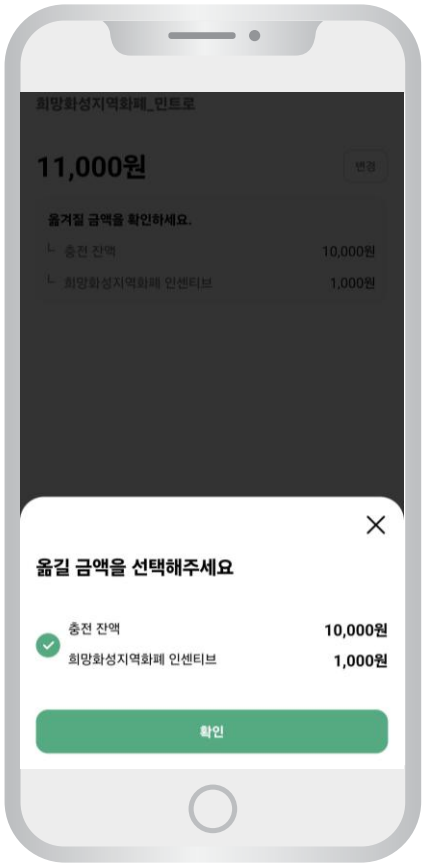 희망화성지역화폐_민트로
11,000원
변경
옮겨질 금액을 확인하세요.
└ 충전 잔액 10,000원
└ 희망화성지역화폐 인센티브 1,000원
옮길 금액을 선택해주세요
충전 잔액 10,000원
희망화성지역화폐 인센티브 1,000원
확인